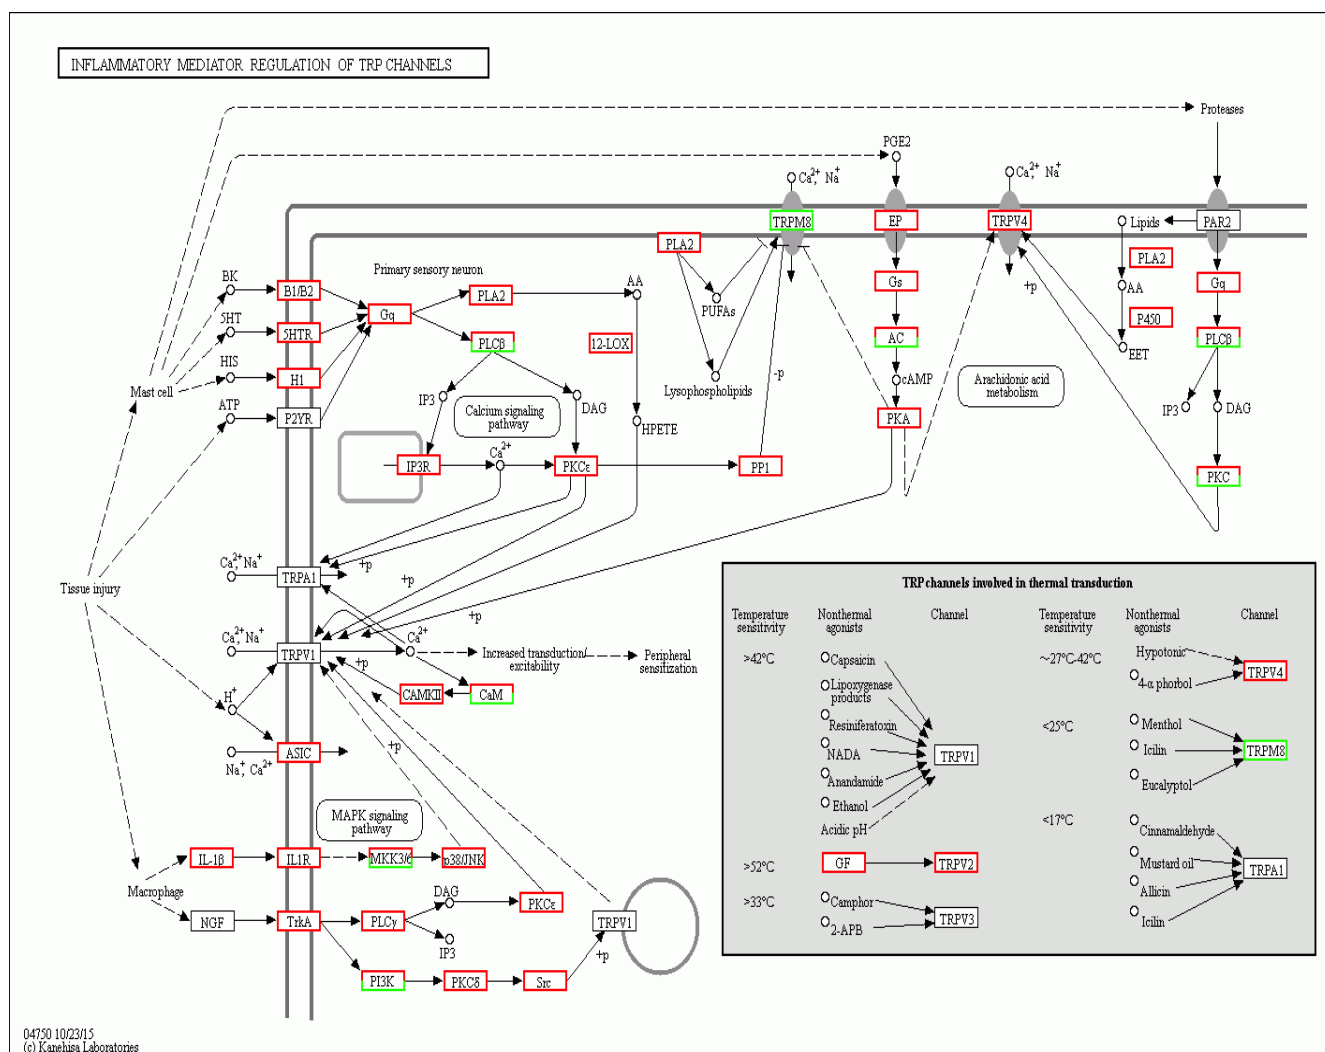 INFLAMMATORY MEDIATOR REGULATION OF TRP CHANNELS
Proteases
PGE2
Ca2+, Na+
Ca2+, Na+
TRPM8
EP
TRPV4
Lipids
PAR2
PLA2
Primary sensory neuron
BK
B1/B2
PLA2
AA
PUFAs
Gs
PLA2
AA
Gq
+p
Gq
5HT
5HTR
PLCβ
12-LOX
AC
P450
PLCβ
EET
HIS
H1
Lysophospholipids
-p
cAMP
Arachidonic acid
metabolism
Mast cell
ATP
P2YR
IP3
Calcium signaling
pathway
DAG
HPETE
PKA
IP3
DAG
IP3R
Ca2+
PKCε
PP1
PKC
Tissue injury
Ca2+, Na+
TRPA1
+p
+p
+p
Ca2+, Na+
TRPV1
Ca2+
Increased transduction/
excitability
Peripheral
sensitization
+p
CAMKII
CaM
H+
ASIC
Na+, Ca2+
+p
MAPK signaling
pathway
IL-1β
IL1R
MKK3/6
p38/JNK
Macrophage
NGF
TrkA
PLCγ
DAG
PKCε
IP3
TRPV1
+p
PI3K
PKCδ
Src
TRP channels involved in thermal transduction
Temperature
sensitivity
Nonthermal
agonists
Channel
Temperature
sensitivity
Nonthermal
agonists
Channel
>42°C
Capsaicin
Lipoxygenase
products
Resiniferatoxin
NADA
Anandamide
Ethanol
Acidic pH
TRPV1
>52°C
GF
TRPV2
>33°C
Camphor
2-APB
TRPV3
~27°C-42°C
Hypotonic
4-α phorbol
TRPV4
<25°C
Menthol
Icilin
Eucalyptol
TRPM8
<17°C
Cinnamaldehyde
Mustard oil
Allicin
Icilin
TRPA1
04750 10/23/15
(c) Kanehisa Laboratories